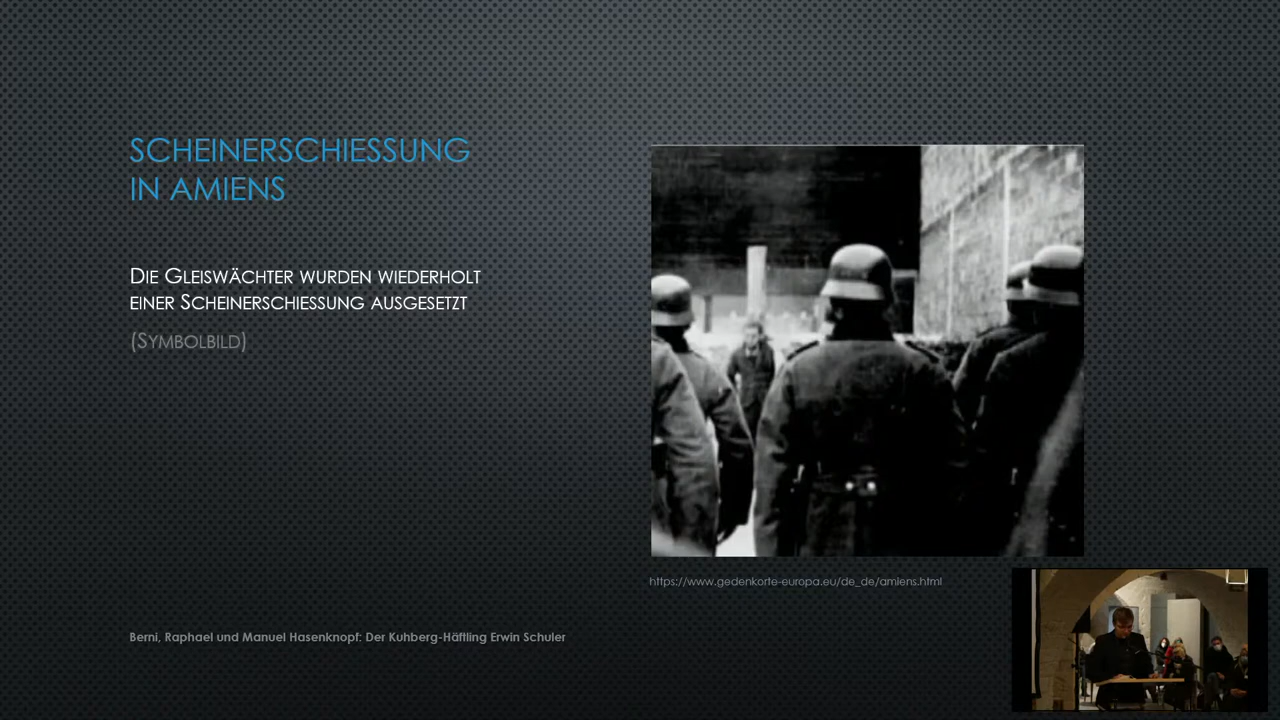 SCHEINERSCHIESSUNG
IN AMIENS
DIE GLEISWÄCHTER WURDEN WIEDERHOLT
EINER SCHEINERSCHIESSUNG AUSGESETZT
(SYMBOLBILD)
https://www.gedenkorte-europa.eu/de_de/amiens.html
Berni, Raphael und Manuel Hasenknopf: Der Kuhberg-Häftling Erwin Schuler